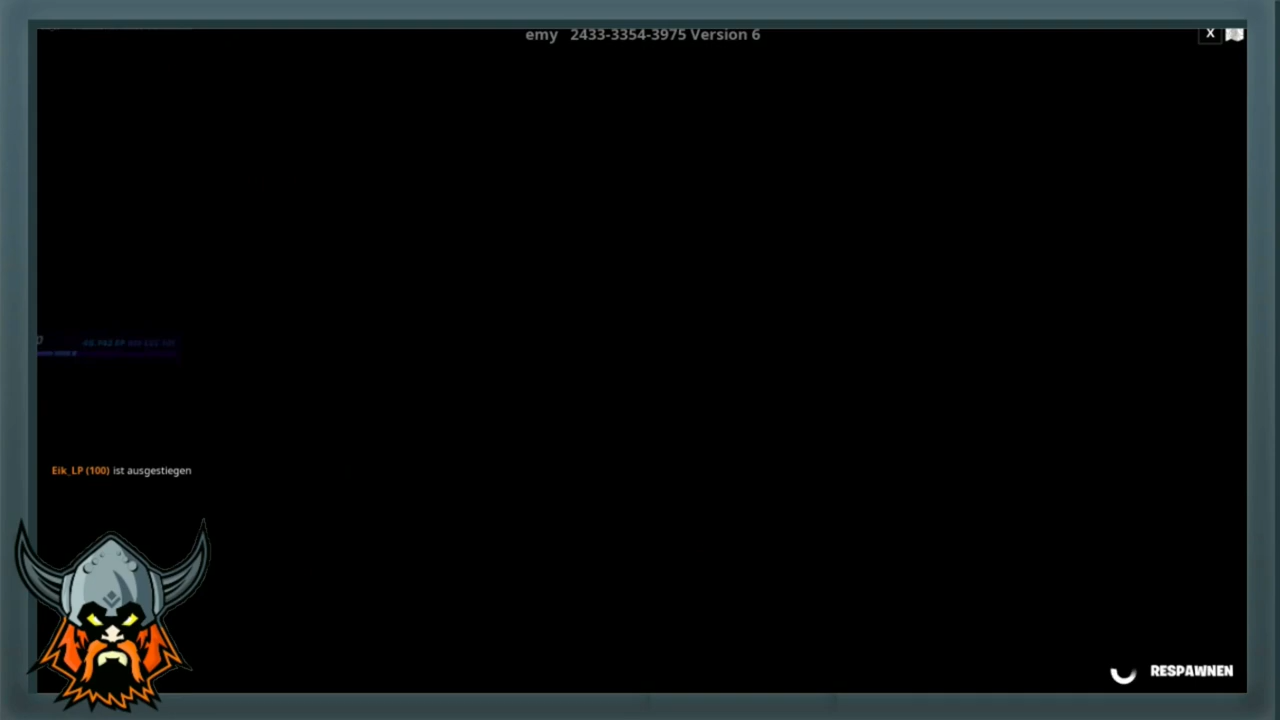 emy 2433-3354-3975 Version 6
X
Eik_LP (100) ist ausgestiegen
RESPAWNEN